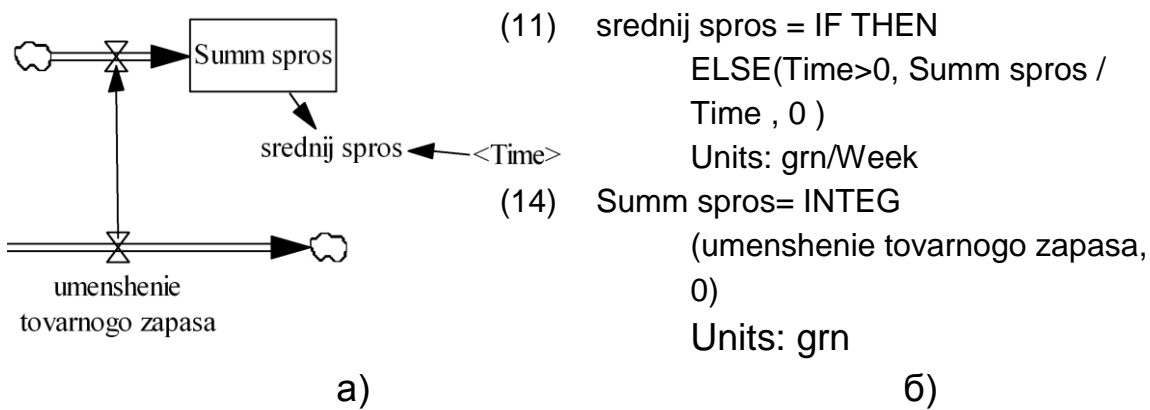 Summ spros
srednij spros
<Time>
umenshenie
tovarnogo zapasa
а)
(11) srednij spros = IF THEN
ELSE(Time>0, Summ spros /
Time , 0 )
Units: grn/Week
(14) Summ spros= INTEG
(umenshenie tovarnogo zapasa,
0)
Units: grn
б)